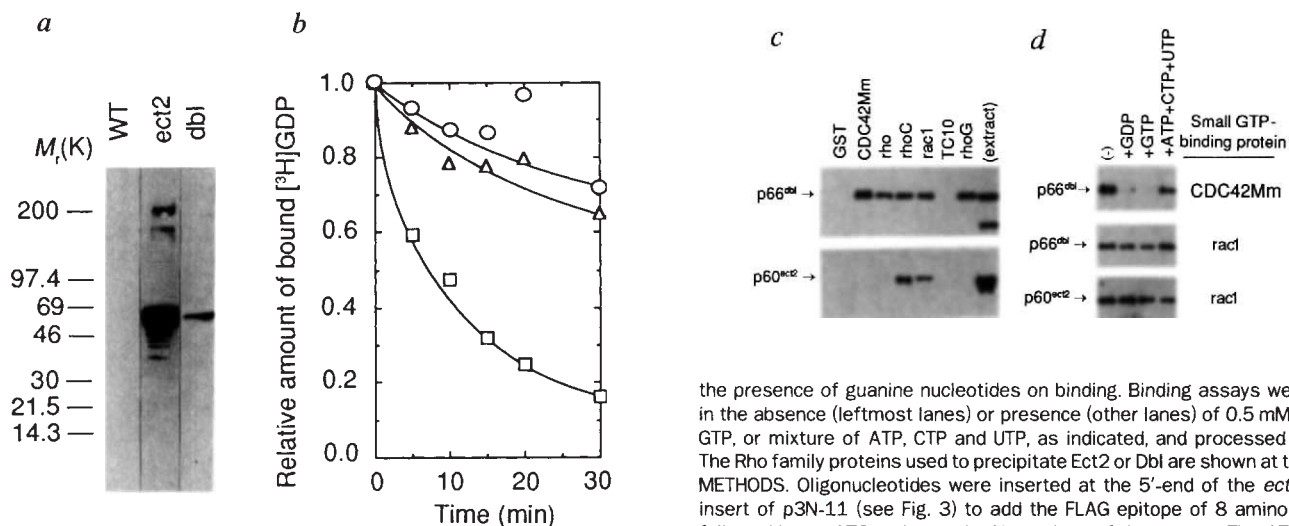 a
WT
ect2
dbl
Mr(K)
200
97.4
69
46
30
21.5
14.3
b
Relative amount of bound [³H]GDP
1.0
0.8
0.6
0.4
0.2
0.0
0
10
20
30
Time (min)
c
GST
CDC42Mm
rho
rhoC
rac1
TC10
rhoG
(extract)
p66dbl →
p60ect2 →
d
(-)
+GDP
+GTP
+ATP+CTP+UTP
Small GTP-
binding protein
p66dbl →
CDC42Mm
p66dbl →
rac1
p60ect2 →
rac1
the presence of guanine nucleotides on binding. Binding assays we
in the absence (leftmost lanes) or presence (other lanes) of 0.5 mM
GTP, or mixture of ATP, CTP and UTP, as indicated, and processed
The Rho family proteins used to precipitate Ect2 or Dbl are shown at t
METHODS. Oligonucleotides were inserted at the 5′-end of the ect
insert of p3N-11 (see Fig. 3) to add the FLAG epitope of 8 amino